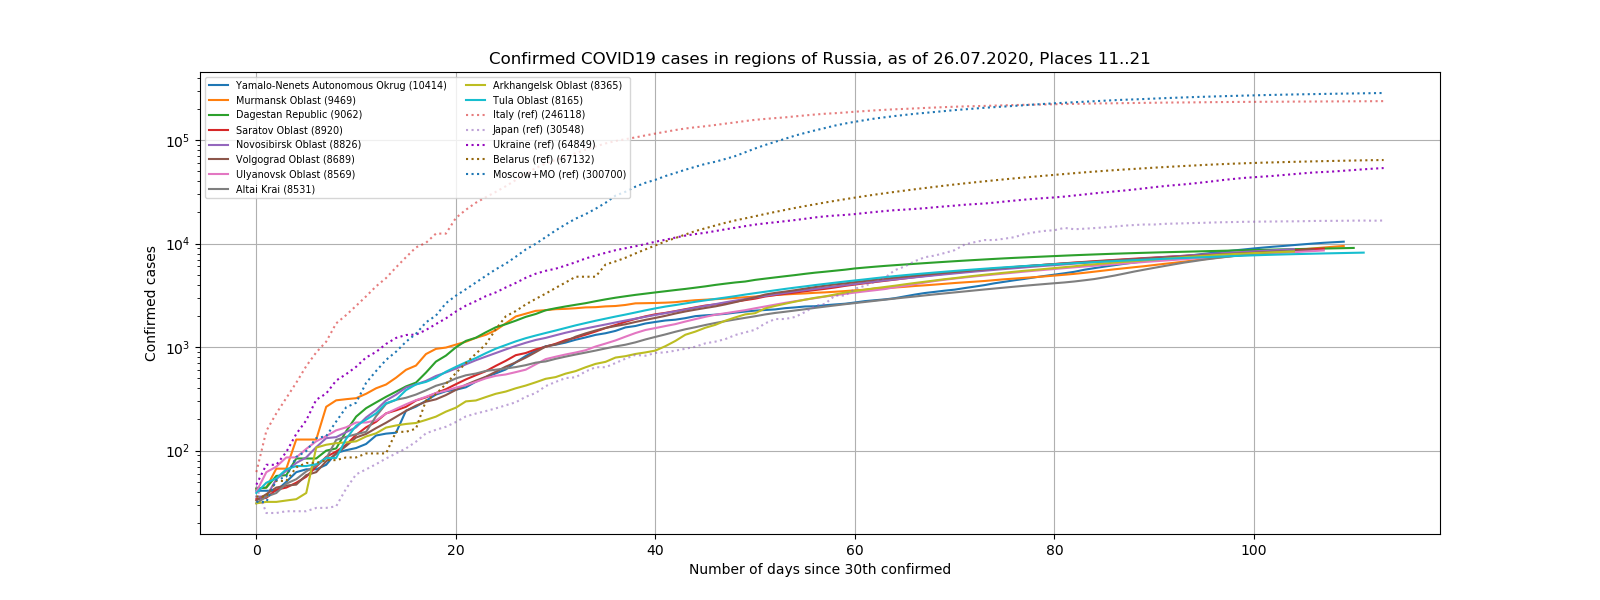 Confirmed COVID19 cases in regions of Russia, as of 26.07.2020, Places 11..21
Yamalo-Nenets Autonomous Okrug (10414)
Murmansk Oblast (9469)
Dagestan Republic (9062)
Saratov Oblast (8920)
Novosibirsk Oblast (8826)
Volgograd Oblast (8689)
Ulyanovsk Oblast (8569)
Altai Krai (8531)
Arkhangelsk Oblast (8365)
Tula Oblast (8165)
Italy (ref) (246118)
Japan (ref) (30548)
Ukraine (ref) (64849)
Belarus (ref) (67132)
Moscow+MO (ref) (300700)
Confirmed cases
10⁵
10⁴
10³
10²
0 20 40 60 80 100
Number of days since 30th confirmed